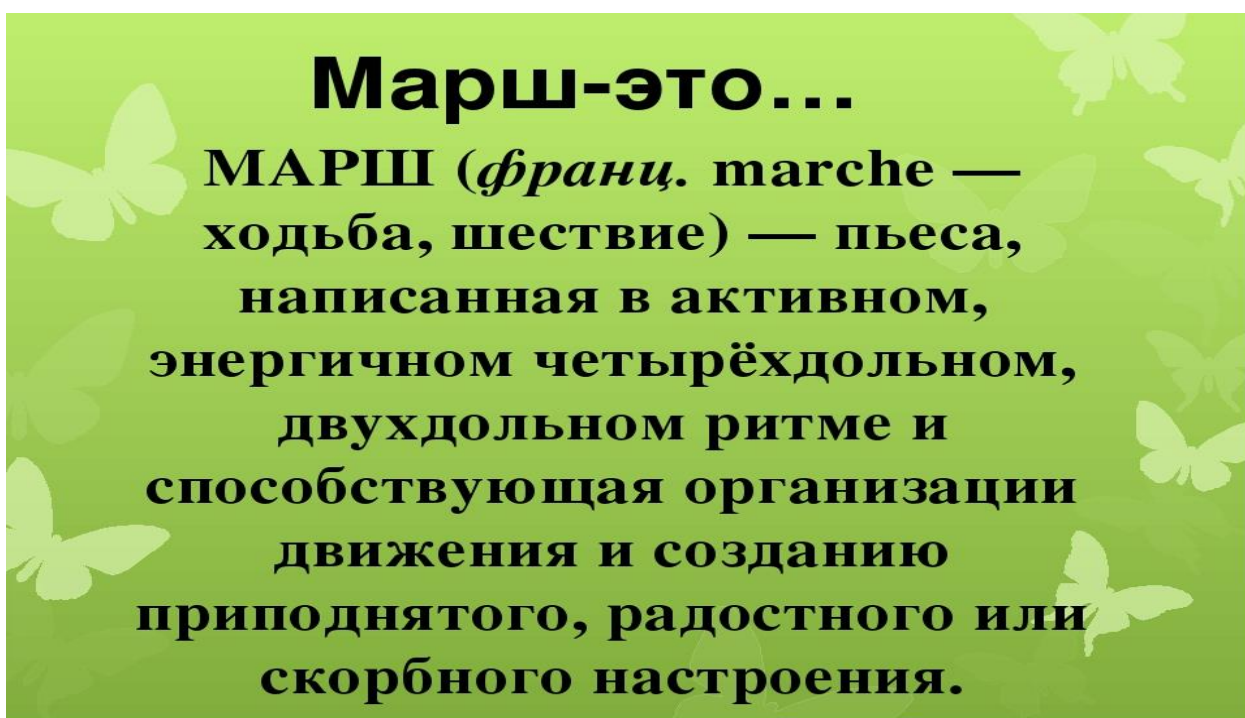 Марш-это...
МАРШ (франц. marche —
ходьба, шествие) — пьеса,
написанная в активном,
энергичном четырёхдольном,
двухдольном ритме и
способствующая организации
движения и созданию
приподнятого, радостного или
скорбного настроения.